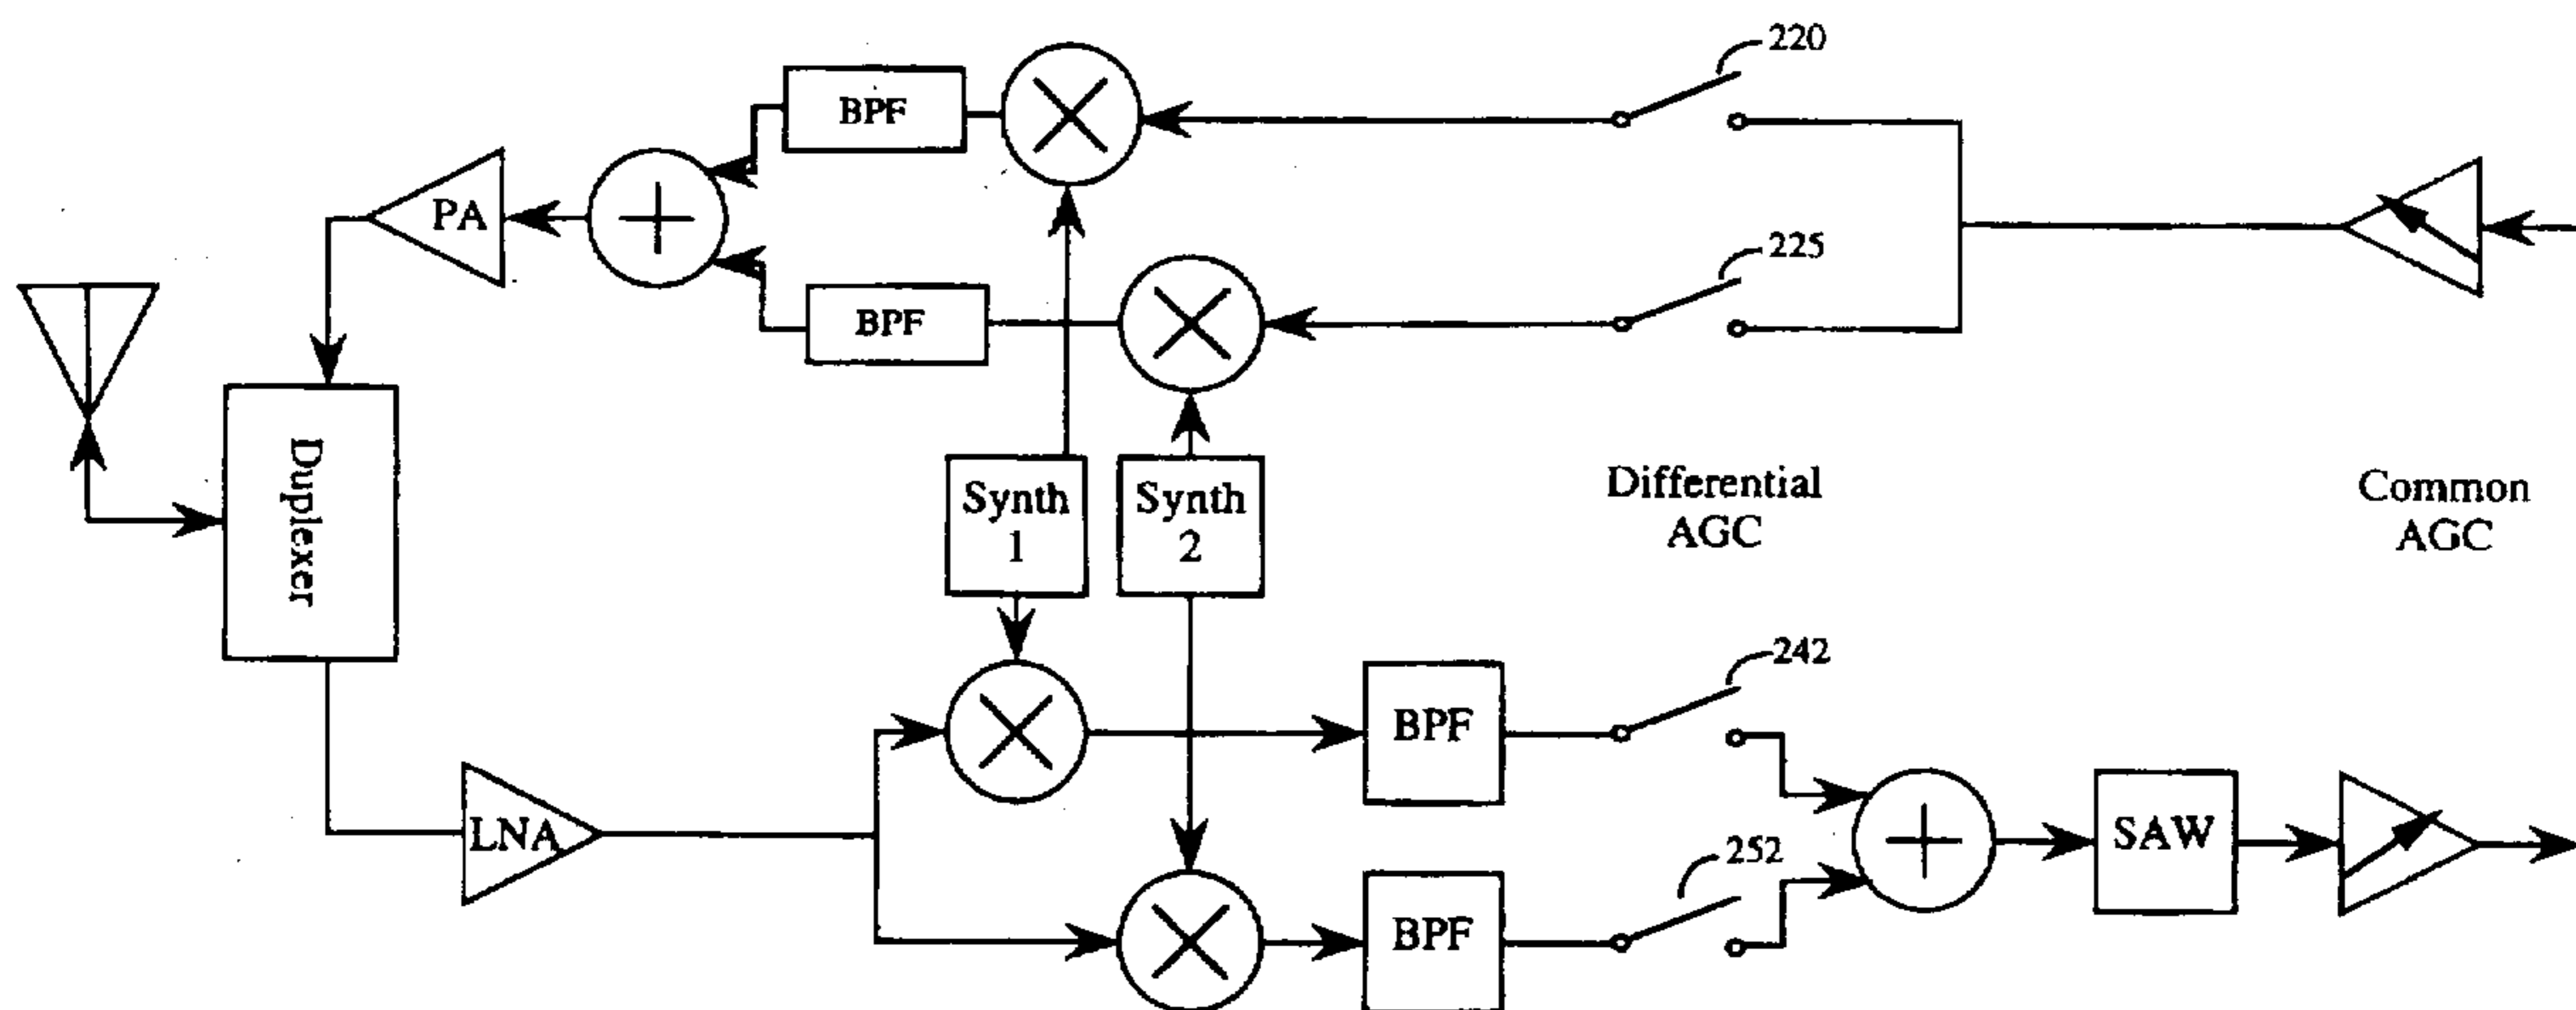 220
BPF
PA
225
BPF
Duplexer
Synth
1
Synth
2
Differential
AGC
Common
AGC
242
BPF
LNA
SAW
252
BPF